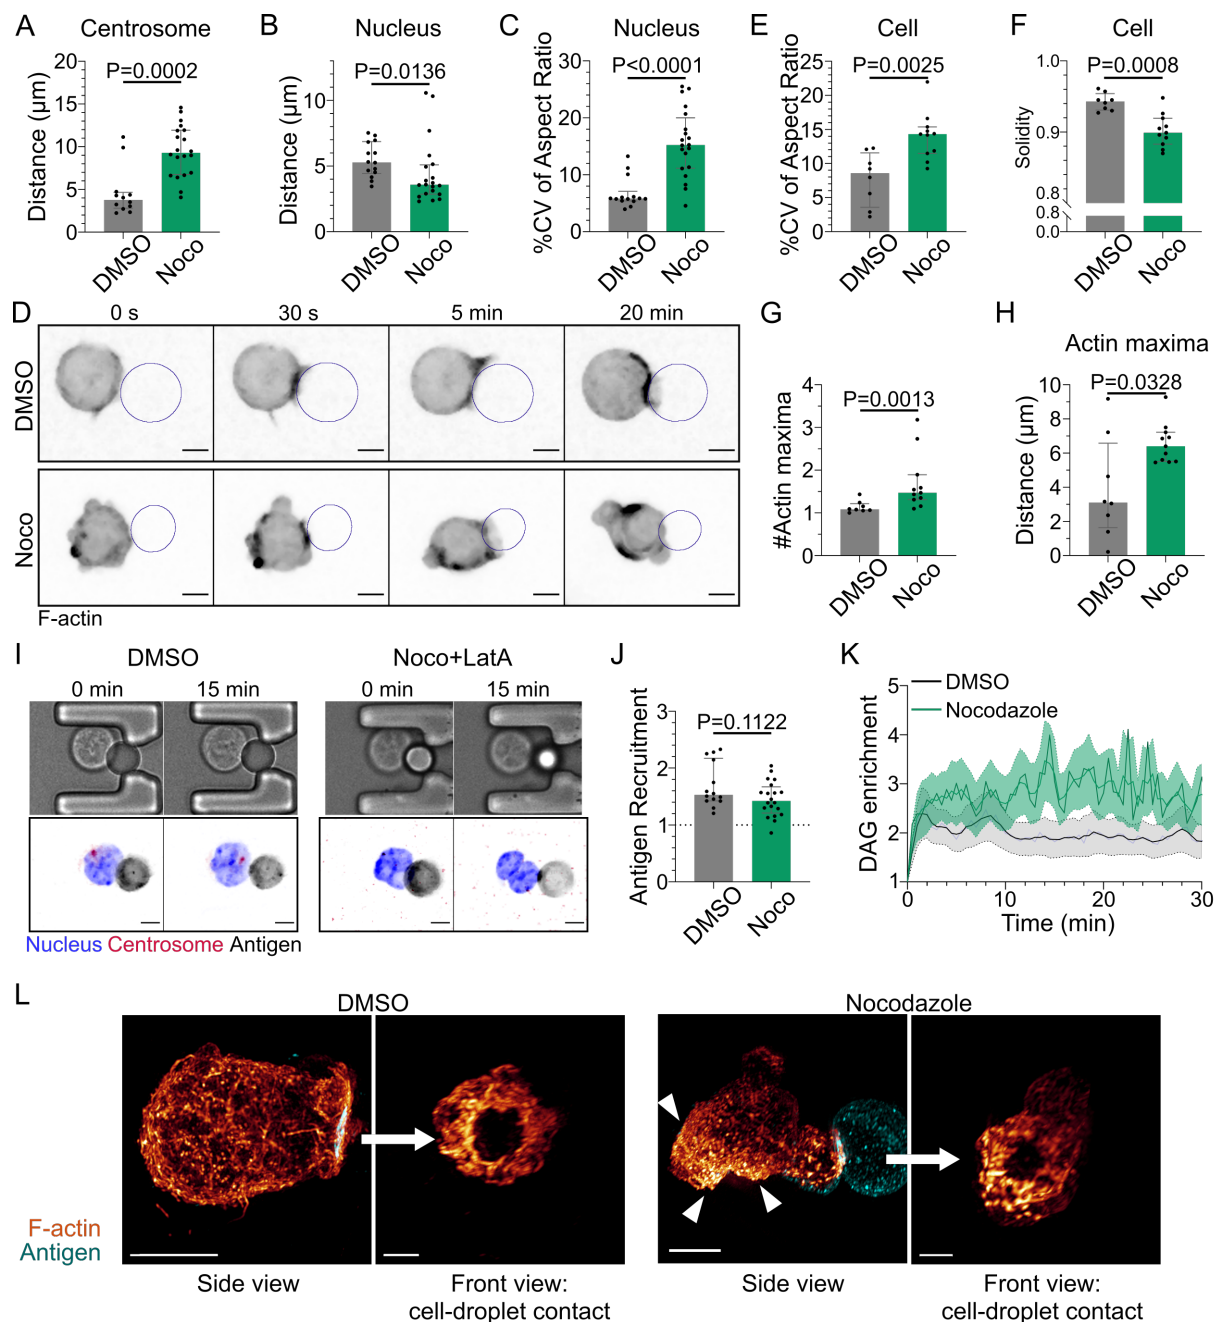 A Centrosome
Distance (µm)
20
15
10
5
0
P=0.0002
DMSO
Noco
B Nucleus
Distance (µm)
10
5
0
P=0.0136
DMSO
Noco
C Nucleus
%CV of Aspect Ratio
30
20
10
0
P<0.0001
DMSO
Noco
E Cell
%CV of Aspect Ratio
25
20
15
10
5
0
P=0.0025
DMSO
Noco
F Cell
Solidity
1.0
0.9
0.8
0.8
0.0
P=0.0008
DMSO
Noco
D 0 s 30 s 5 min 20 min
DMSO
Noco
F-actin
G
#Actin maxima
4
3
2
1
0
P=0.0013
DMSO
Noco
H Actin maxima
Distance (µm)
10
8
6
4
2
0
P=0.0328
DMSO
Noco
I DMSO Noco+LatA
0 min 15 min 0 min 15 min
Nucleus Centrosome Antigen
J
Antigen Recruitment
3
2
1
0
P=0.1122
DMSO
Noco
K
DAG enrichment
5
4
3
2
1
DMSO
Nocodazole
0 10 20 30
Time (min)
L DMSO Nocodazole
F-actin
Antigen
Side view Front view: Side view Front view:
cell-droplet contact cell-droplet contact